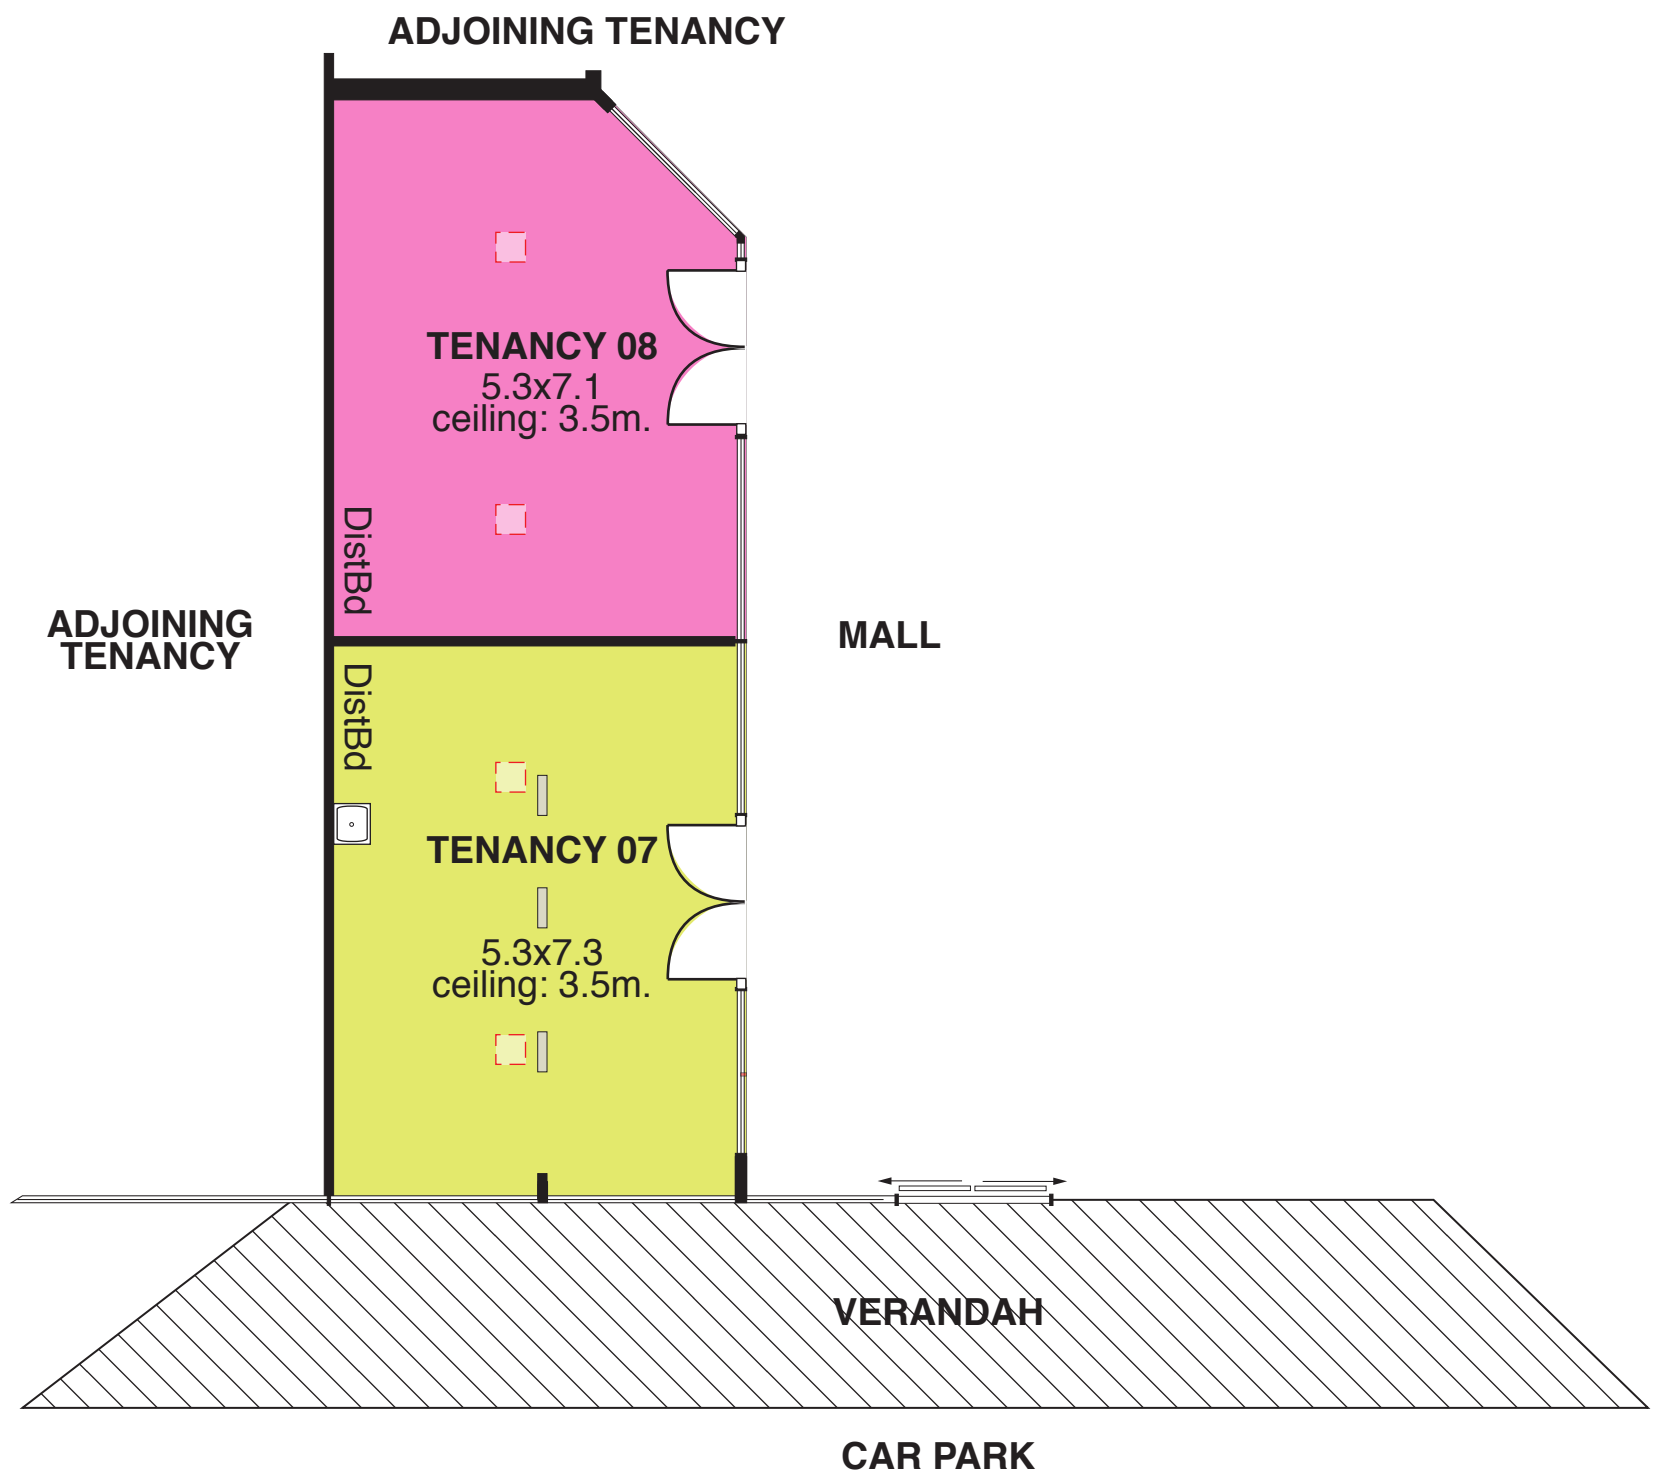 ADJOINING TENANCY
TENANCY 08
5.3x7.1
ceiling: 3.5m.
DistBd
ADJOINING
TENANCY
MALL
DistBd
TENANCY 07
5.3x7.3
ceiling: 3.5m.
VERANDAH
CAR PARK